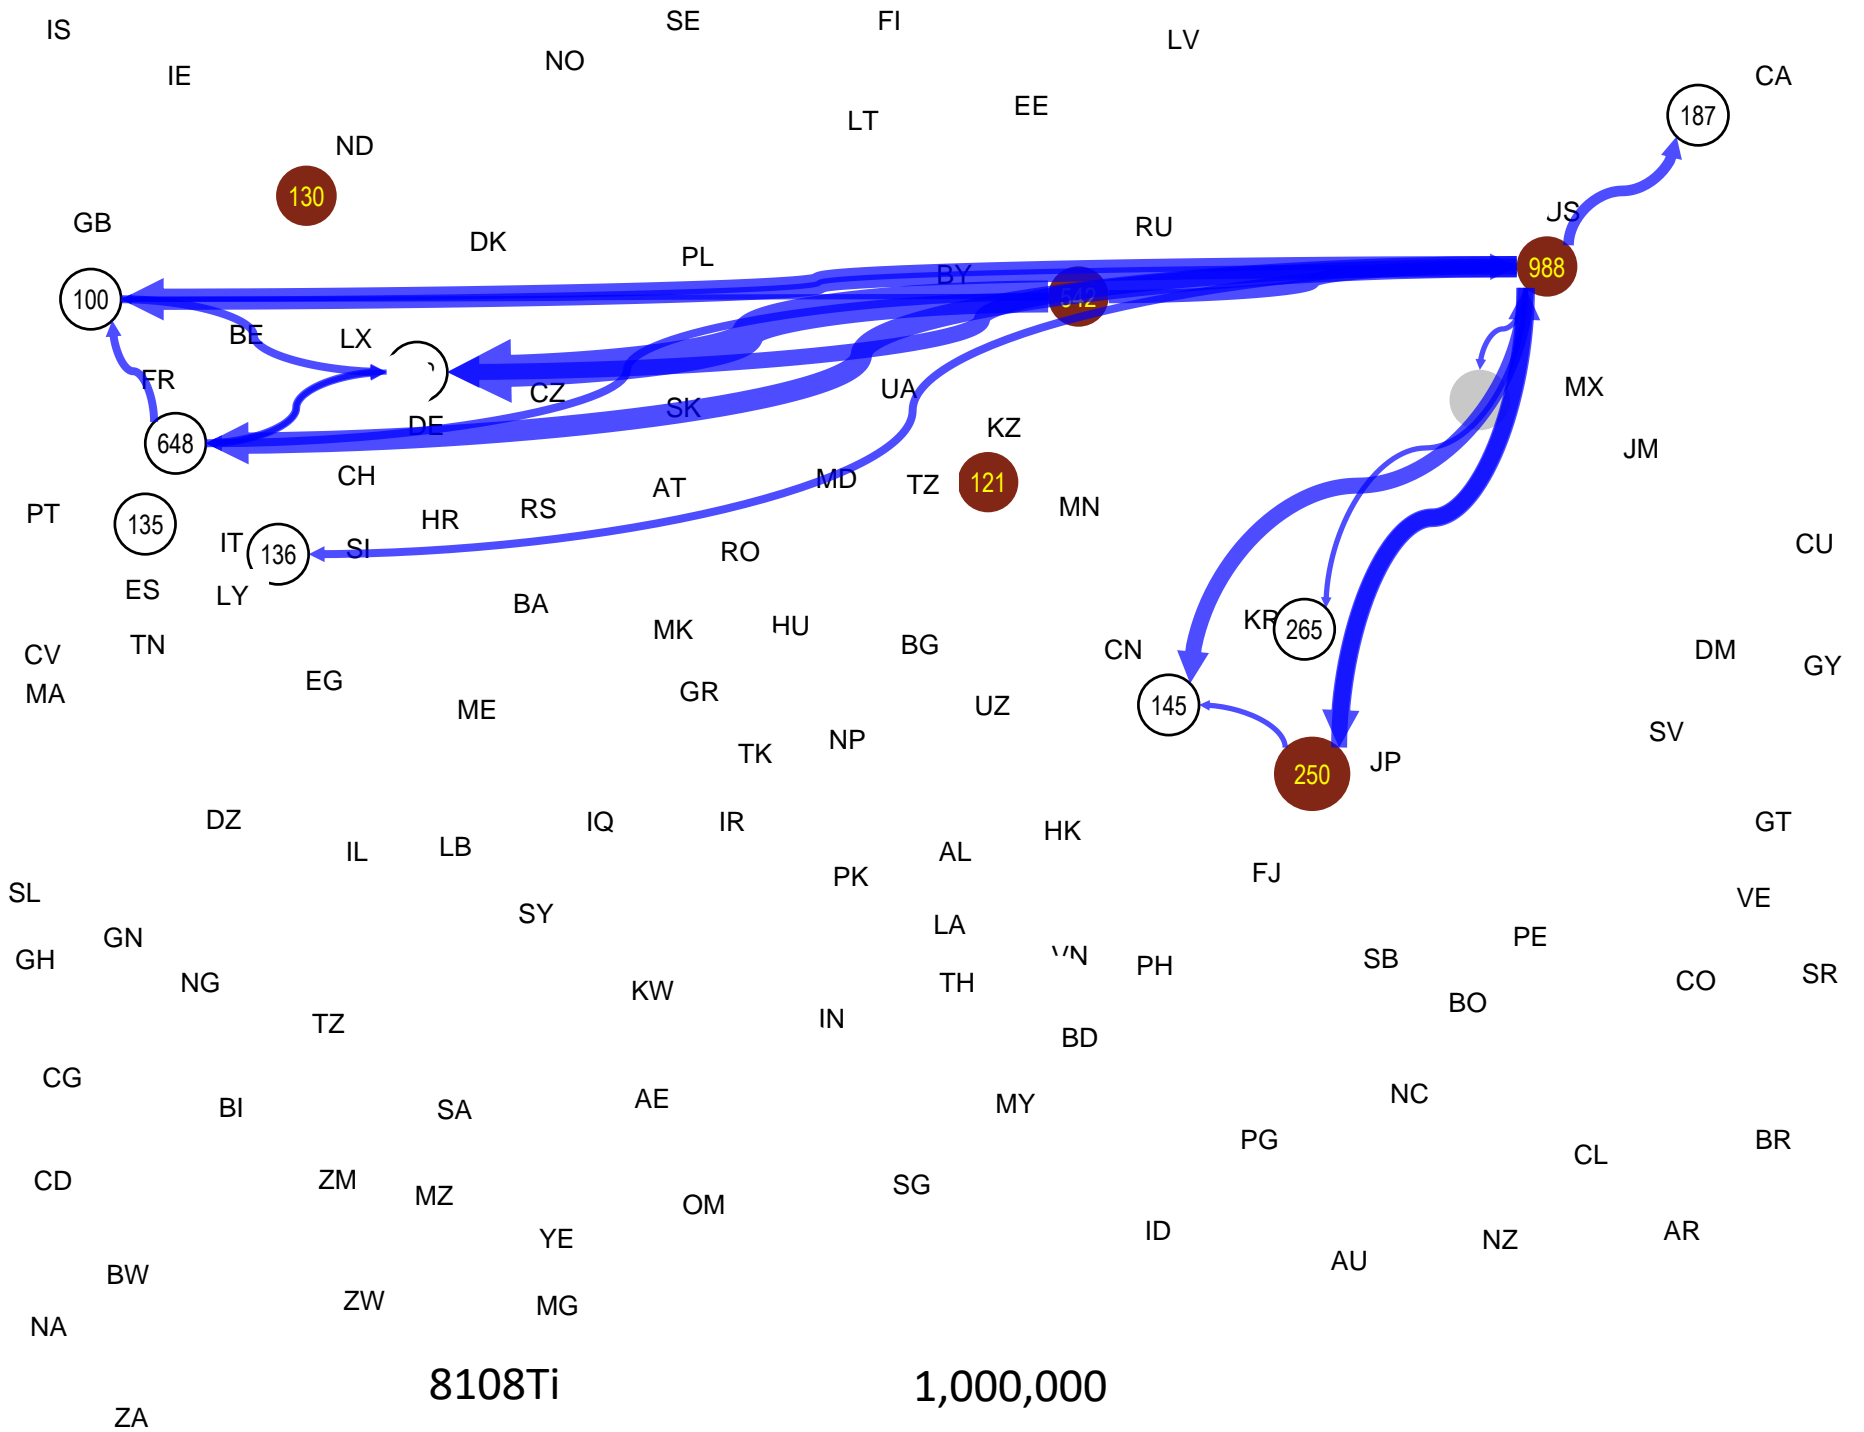 IS
SE
FI
LV
NO
IE
CA
EE
187
LT
ND
130
GB
JS
RU
DK
PL
BY
988
100
542
BE
LX
FR
MX
UA
CZ
SK
DE
KZ
648
JM
CH
TZ
121
AT
MD
MN
RS
PT
135
HR
IT
136
SI
RO
CU
ES
LY
BA
KR
265
MK
HU
TN
BG
CN
DM
CV
GY
EG
MA
GR
ME
UZ
145
SV
NP
TK
JP
250
DZ
IQ
IR
GT
HK
LB
IL
AL
FJ
PK
SL
VE
SY
LA
GN
PE
VN
GH
SB
PH
SR
NG
TH
CO
KW
BO
IN
TZ
BD
CG
NC
AE
MY
BI
SA
PG
BR
CL
CD
ZM
SG
MZ
OM
ID
AR
YE
NZ
AU
BW
ZW
MG
NA
8108Ti
1,000,000
ZA